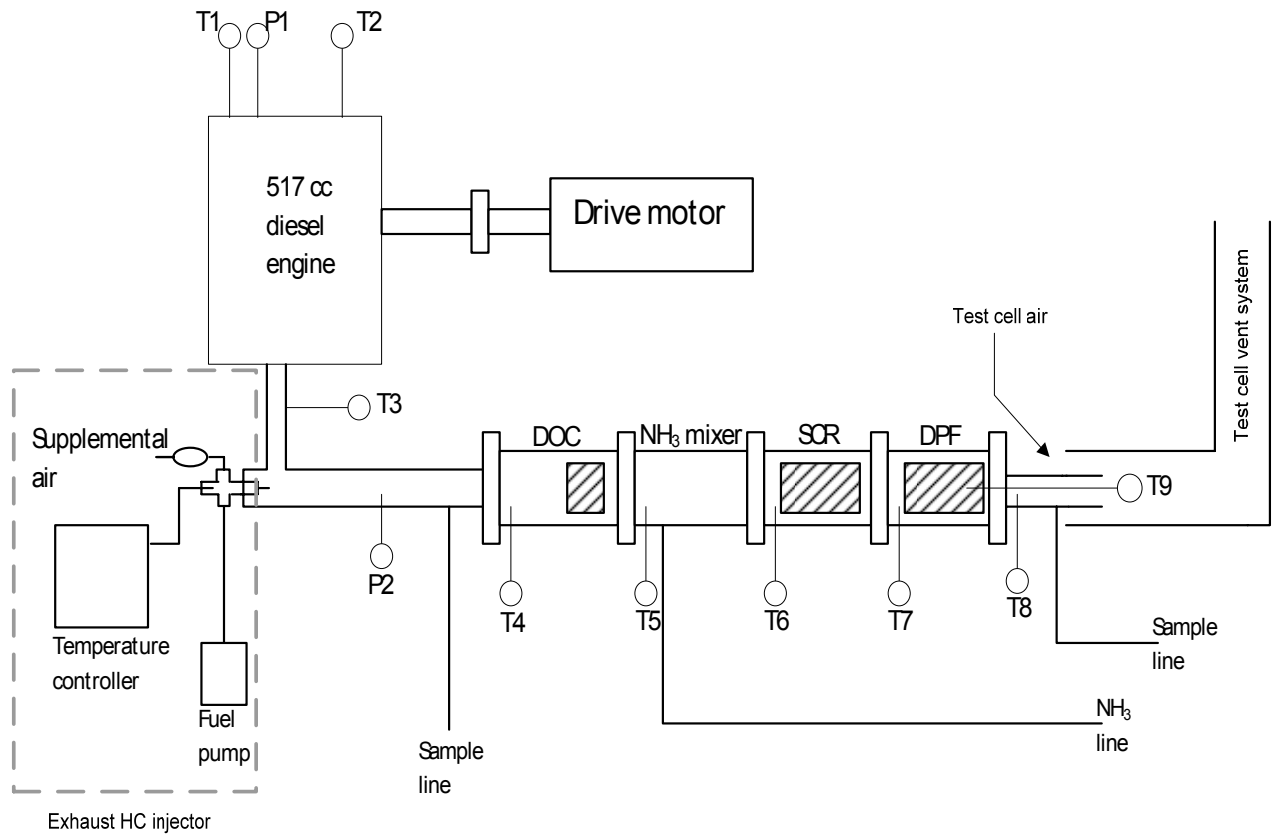 T1
P1
T2
517 cc
diesel
engine
Drive motor
Test cell air
Test cell vent system
T3
Supplemental
air
DOC
NH₃ mixer
SCR
DPF
T9
P2
T4
T5
T6
T7
T8
Temperature
controller
Fuel
pump
Sample
line
Sample
line
NH₃
line
Exhaust HC injector